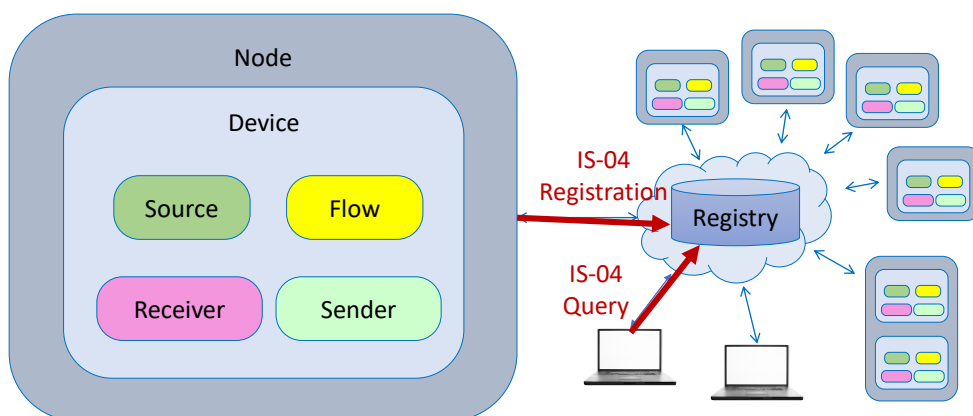 Node
Device
Source
Flow
Receiver
Sender
IS-04
Registration
Registry
IS-04
Query